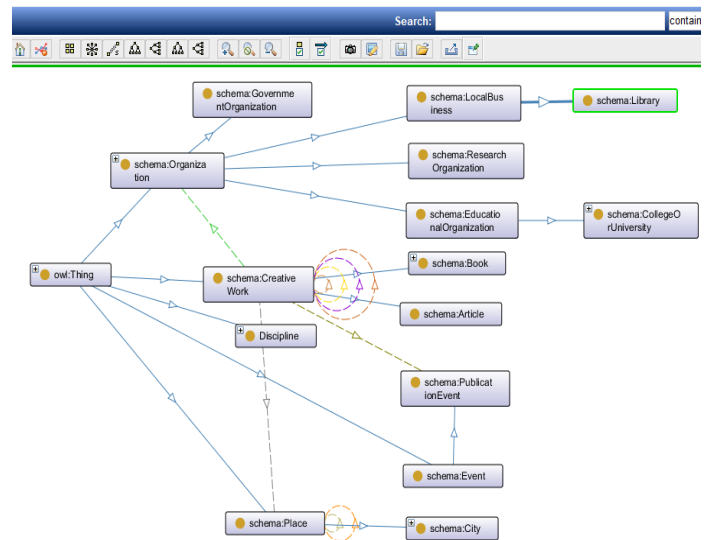 Search:
contain
schema:Governme
ntOrganization
schema:LocalBus
iness
schema:Library
schema:Organiza
tion
schema:Research
Organization
schema:Educatio
nalOrganization
schema:CollegeO
rUniversity
owl:Thing
schema:Creative
Work
schema:Book
schema:Article
Discipline
schema:Publicat
ionEvent
schema:Event
schema:Place
schema:City